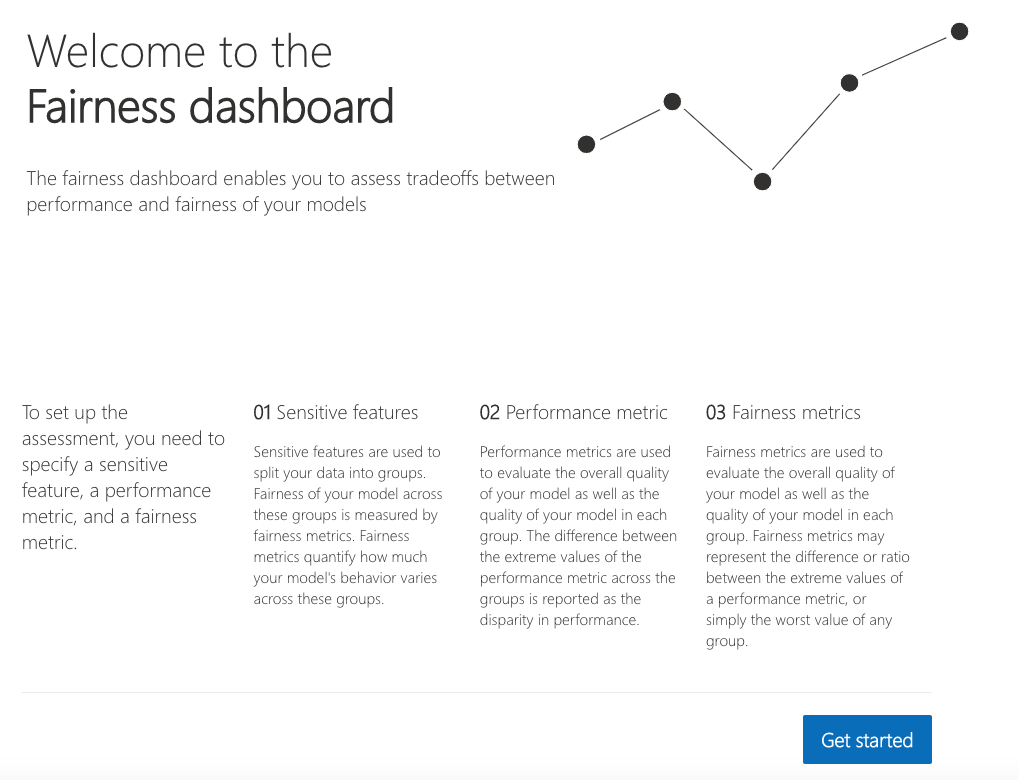 Welcome to the
Fairness dashboard
The fairness dashboard enables you to assess tradeoffs between
performance and fairness of your models
To set up the
assessment, you need to
specify a sensitive
feature, a performance
metric, and a fairness
metric.
01 Sensitive features
Sensitive features are used to
split your data into groups.
Fairness of your model across
these groups is measured by
fairness metrics. Fairness
metrics quantify how much
your model's behavior varies
across these groups.
02 Performance metric
Performance metrics are used
to evaluate the overall quality
of your model as well as the
quality of your model in each
group. The difference between
the extreme values of the
performance metric across the
groups is reported as the
disparity in performance.
03 Fairness metrics
Fairness metrics are used to
evaluate the overall quality of
your model as well as the
quality of your model in each
group. Fairness metrics may
represent the difference or ratio
between the extreme values of
a performance metric, or
simply the worst value of any
group.
Get started